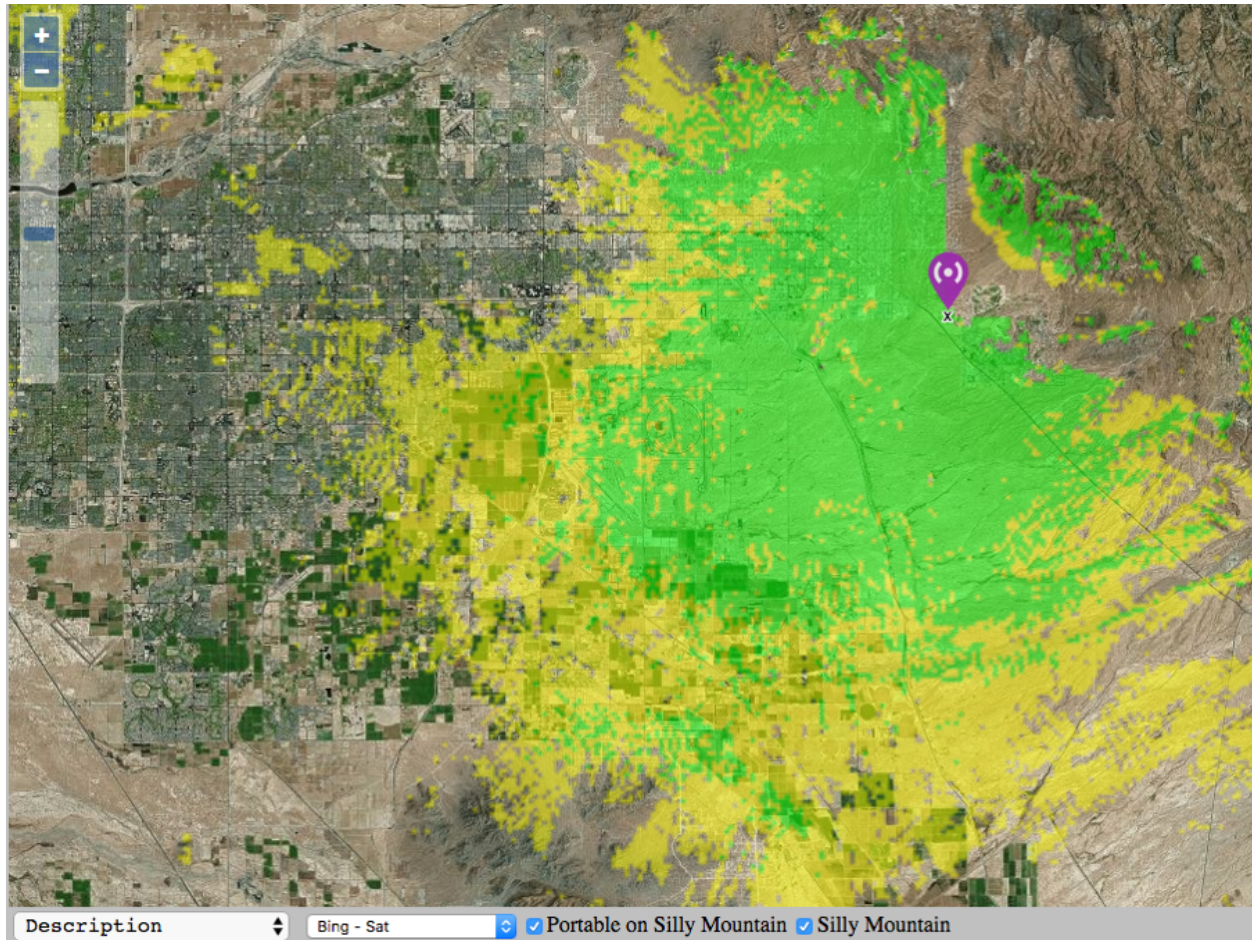 +
−
x
Description
Bing - Sat
Portable on Silly Mountain
Silly Mountain